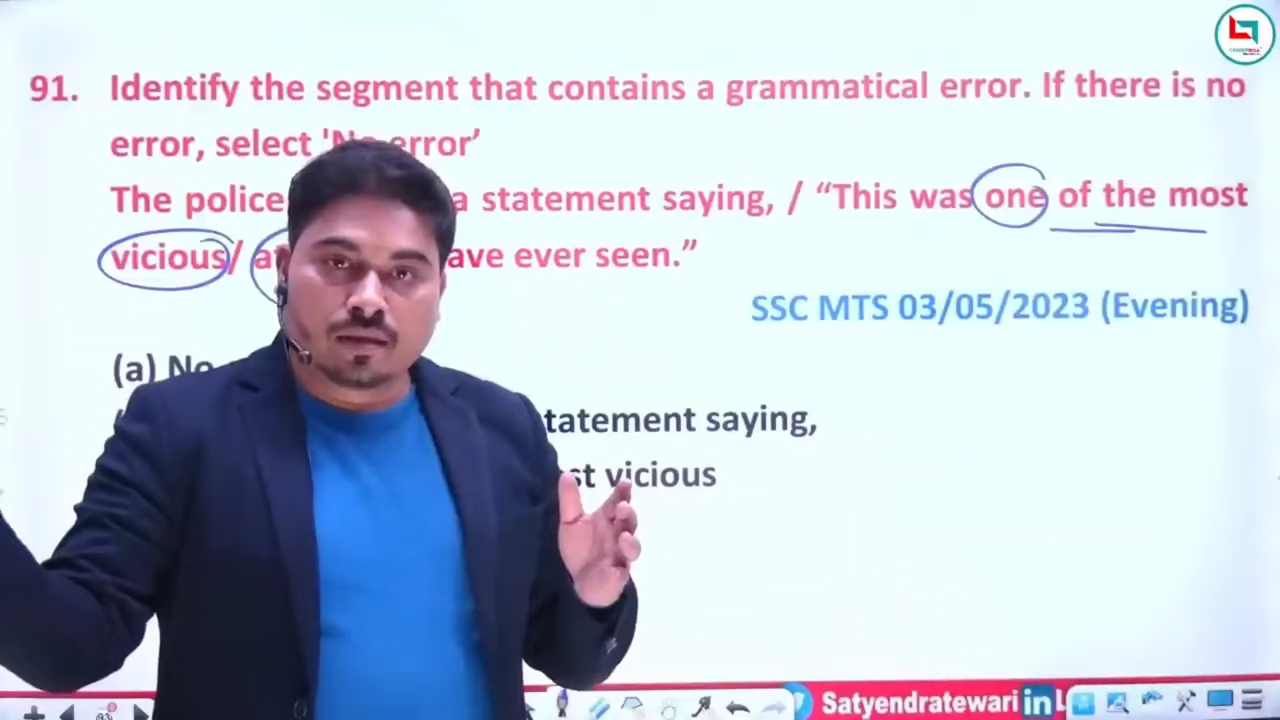 91. Identify the segment that contains a grammatical error. If there is no
error, select 'No error’
The police a statement saying, / “This was one of the most
vicious/ ave ever seen.”
SSC MTS 03/05/2023 (Evening)
(a) No
tatement saying,
st vicious
Satyendratewari in L